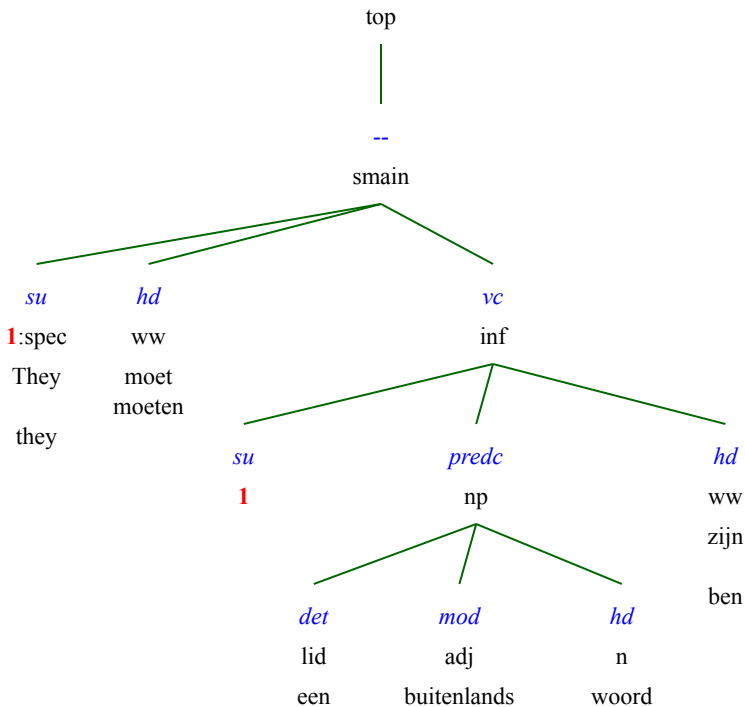 top
--
smain
su hd vc
1:spec ww inf
They moet
moeten
they
su predc hd
1 np ww
zijn
ben
det mod hd
lid adj n
een buitenlands woord